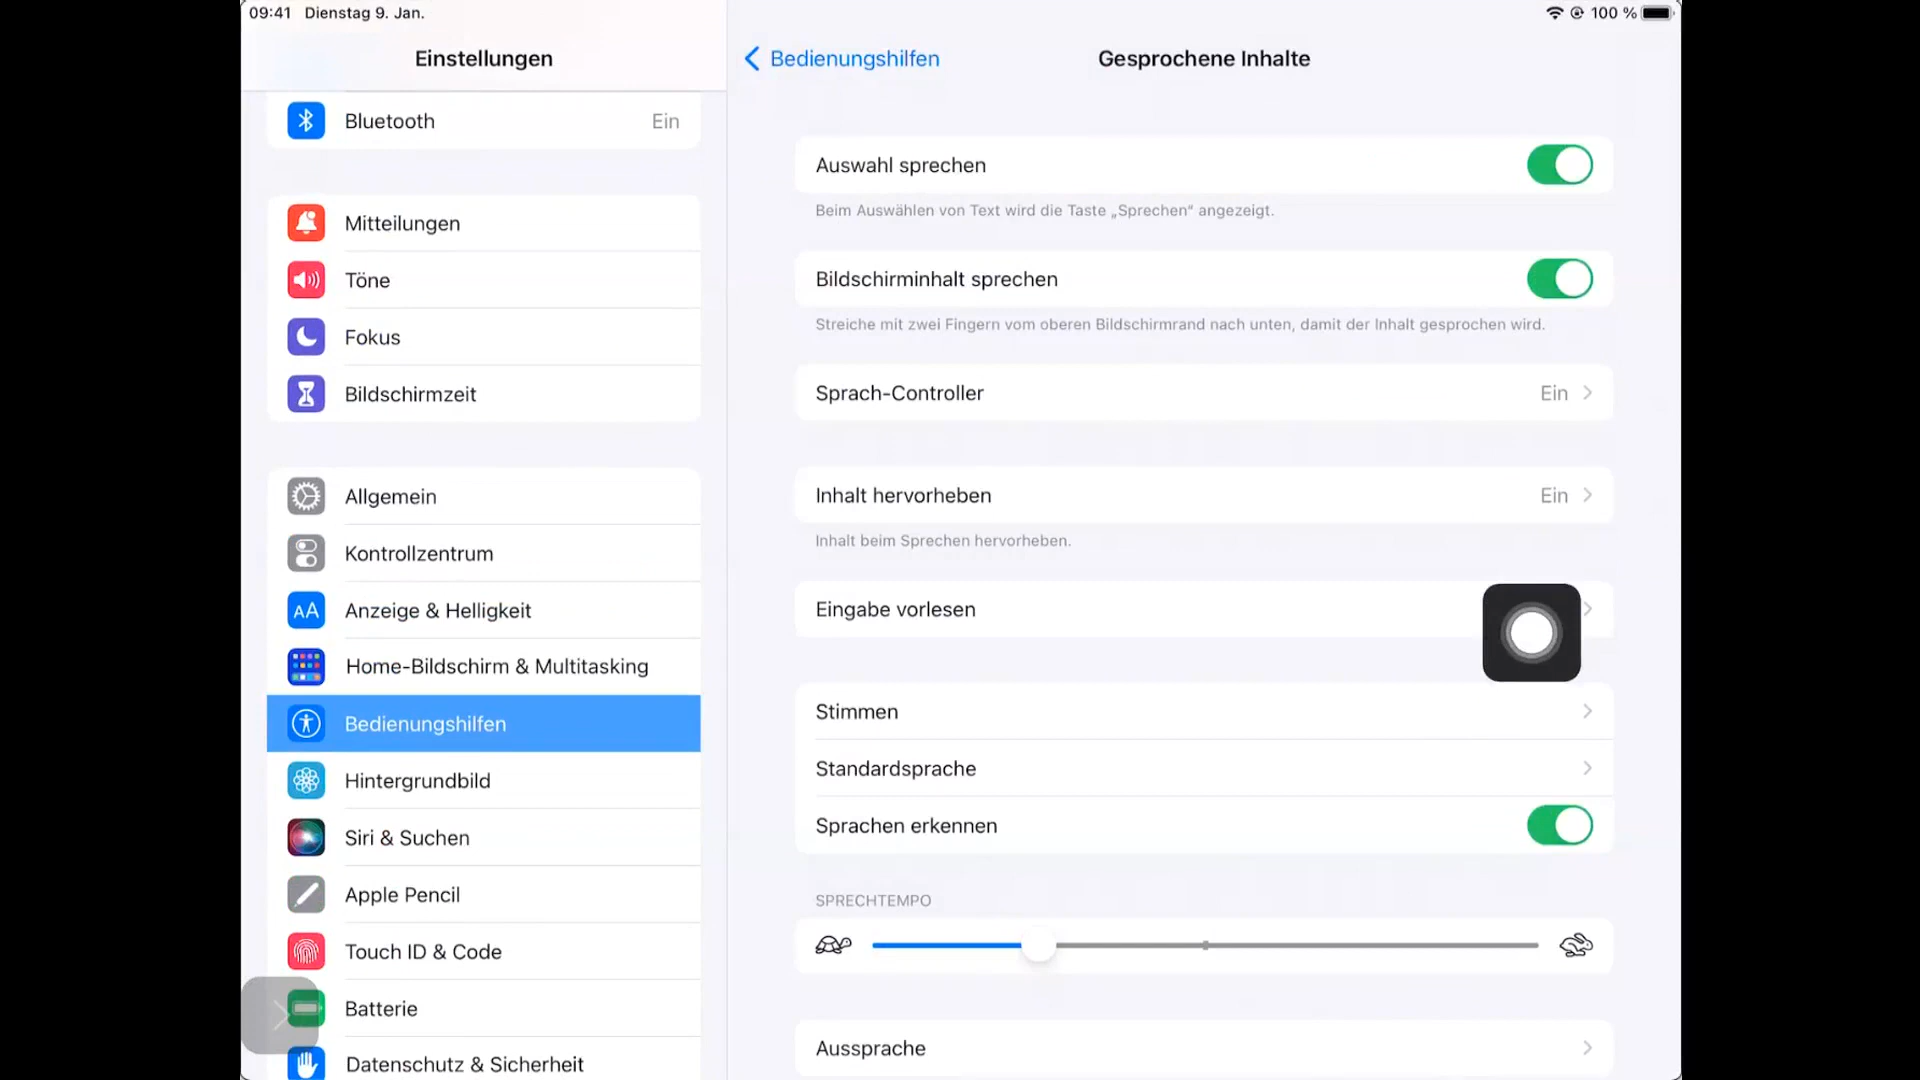 09:41 Dienstag 9. Jan.
100 %
Einstellungen
Bluetooth Ein
Mitteilungen
Töne
Fokus
Bildschirmzeit
Allgemein
Kontrollzentrum
AA Anzeige & Helligkeit
Home-Bildschirm & Multitasking
Bedienungshilfen
Hintergrundbild
Siri & Suchen
Apple Pencil
Touch ID & Code
Batterie
Datenschutz & Sicherheit
Bedienungshilfen
Gesprochene Inhalte
Auswahl sprechen
Beim Auswählen von Text wird die Taste „Sprechen“ angezeigt.
Bildschirminhalt sprechen
Streiche mit zwei Fingern vom oberen Bildschirmrand nach unten, damit der Inhalt gesprochen wird.
Sprach-Controller Ein
Inhalt hervorheben Ein
Inhalt beim Sprechen hervorheben.
Eingabe vorlesen
Stimmen
Standardsprache
Sprachen erkennen
SPRECHTEMPO
Aussprache